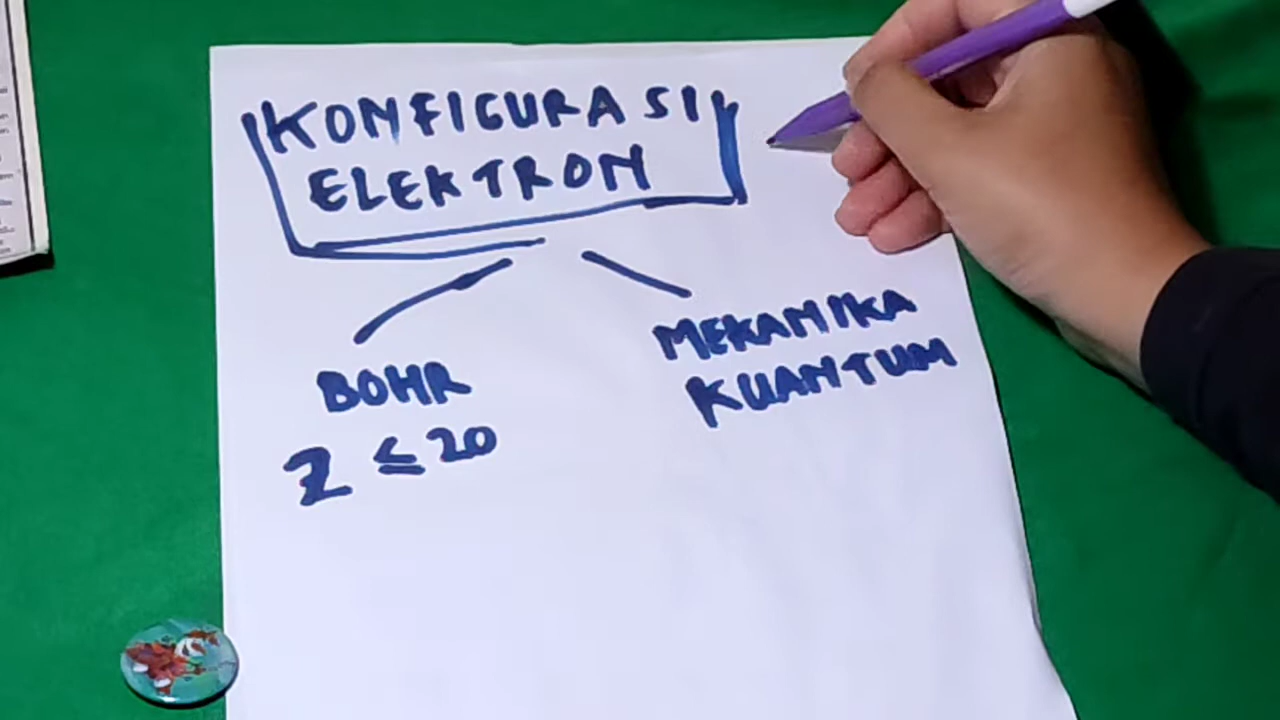 KONFIGURASI
ELEKTRON
BOHR
Z ≤ 20
MEKANIKA
KUANTUM